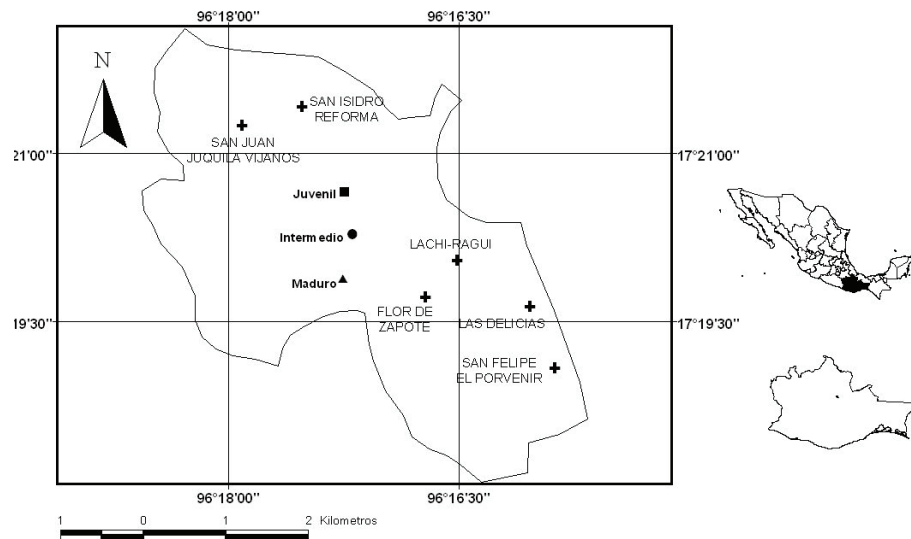 96°18'00''
96°16'30''
N
SAN ISIDRO
REFORMA
SAN JUAN
JUQUILA VIJANOS
21'00''
17°21'00''
Juvenil
Intermedio
LACHI-RAGUI
Maduro
FLOR DE
ZAPOTE
LAS DELICIAS
19'30''
17°19'30''
SAN FELIPE
EL PORVENIR
96°18'00''
96°16'30''
1 0 1 2 Kilometros